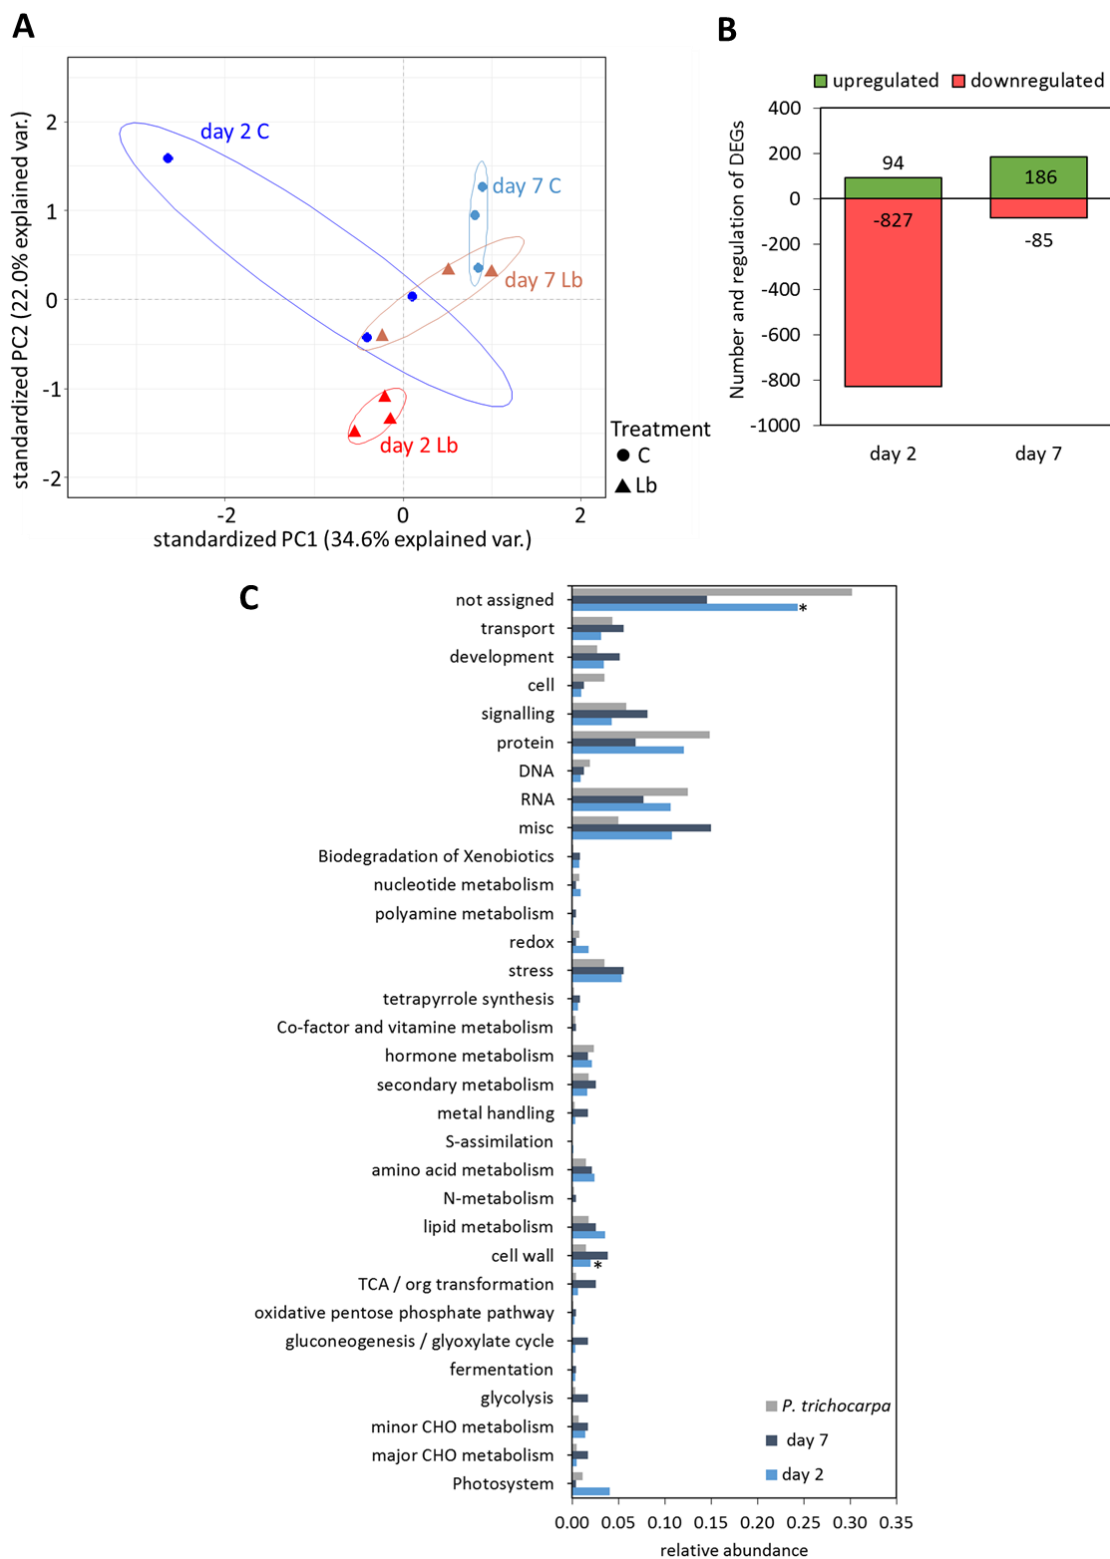 A
B
day 2 C
day 7 C
day 7 Lb
day 2 Lb
2
1
0
-1
-2
-2
0
2
standardized PC2 (22.0% explained var.)
standardized PC1 (34.6% explained var.)
Treatment
C
Lb
upregulated downregulated
Number and regulation of DEGs
400
200
0
-200
-400
-600
-800
-1000
94
-827
186
-85
day 2
day 7
C
not assigned
*
transport
development
cell
signalling
protein
DNA
RNA
misc
Biodegradation of Xenobiotics
nucleotide metabolism
polyamine metabolism
redox
stress
tetrapyrrole synthesis
Co-factor and vitamine metabolism
hormone metabolism
secondary metabolism
metal handling
S-assimilation
amino acid metabolism
N-metabolism
lipid metabolism
cell wall
*
TCA / org transformation
oxidative pentose phosphate pathway
gluconeogenesis / glyoxylate cycle
fermentation
glycolysis
minor CHO metabolism
major CHO metabolism
Photosystem
P. trichocarpa
day 7
day 2
0.00 0.05 0.10 0.15 0.20 0.25 0.30 0.35
relative abundance